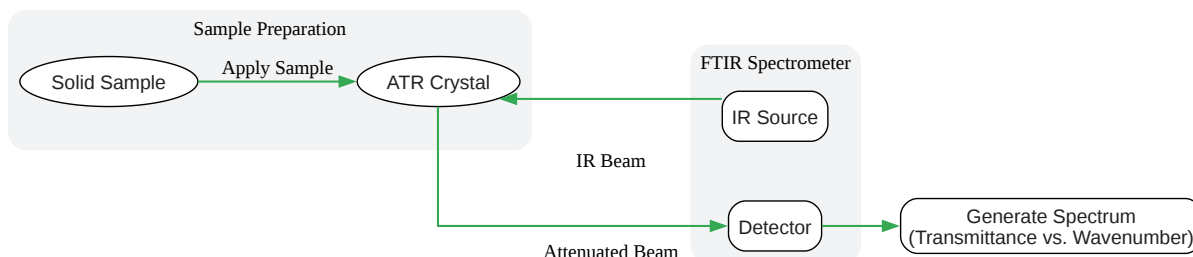 Sample Preparation
Solid Sample
Apply Sample
ATR Crystal
FTIR Spectrometer
IR Source
IR Beam
Detector
Attenuated Beam
Generate Spectrum
(Transmittance vs. Wavenumber)